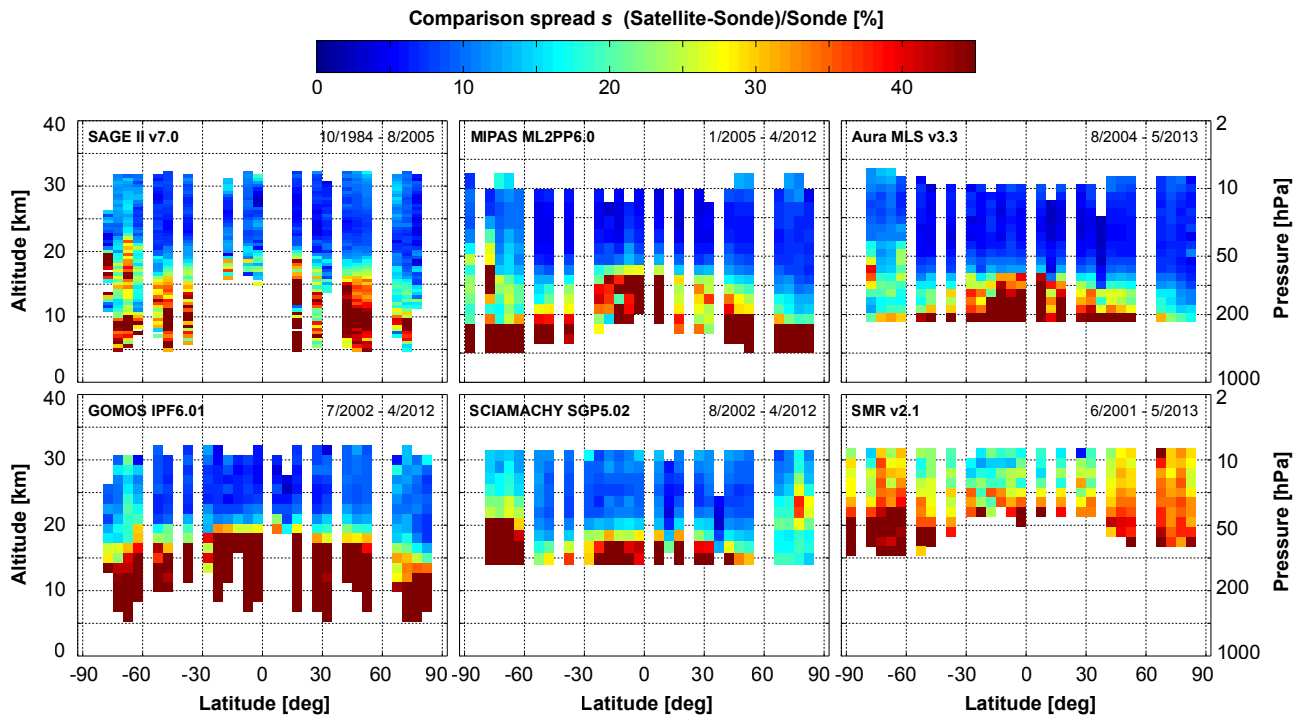 Comparison spread s (Satellite-Sonde)/Sonde [%]
0 10 20 30 40
SAGE II v7.0 10/1984 - 8/2005
MIPAS ML2PP6.0 1/2005 - 4/2012
Aura MLS v3.3 8/2004 - 5/2013
40
30
20
10
0
Altitude [km]
2
10
50
200
1000
Pressure [hPa]
GOMOS IPF6.01 7/2002 - 4/2012
SCIAMACHY SGP5.02 8/2002 - 4/2012
SMR v2.1 6/2001 - 5/2013
40
30
20
10
0
Altitude [km]
2
10
50
200
1000
Pressure [hPa]
-90 -60 -30 0 30 60 90
-90 -60 -30 0 30 60 90
-90 -60 -30 0 30 60 90
Latitude [deg]
Latitude [deg]
Latitude [deg]